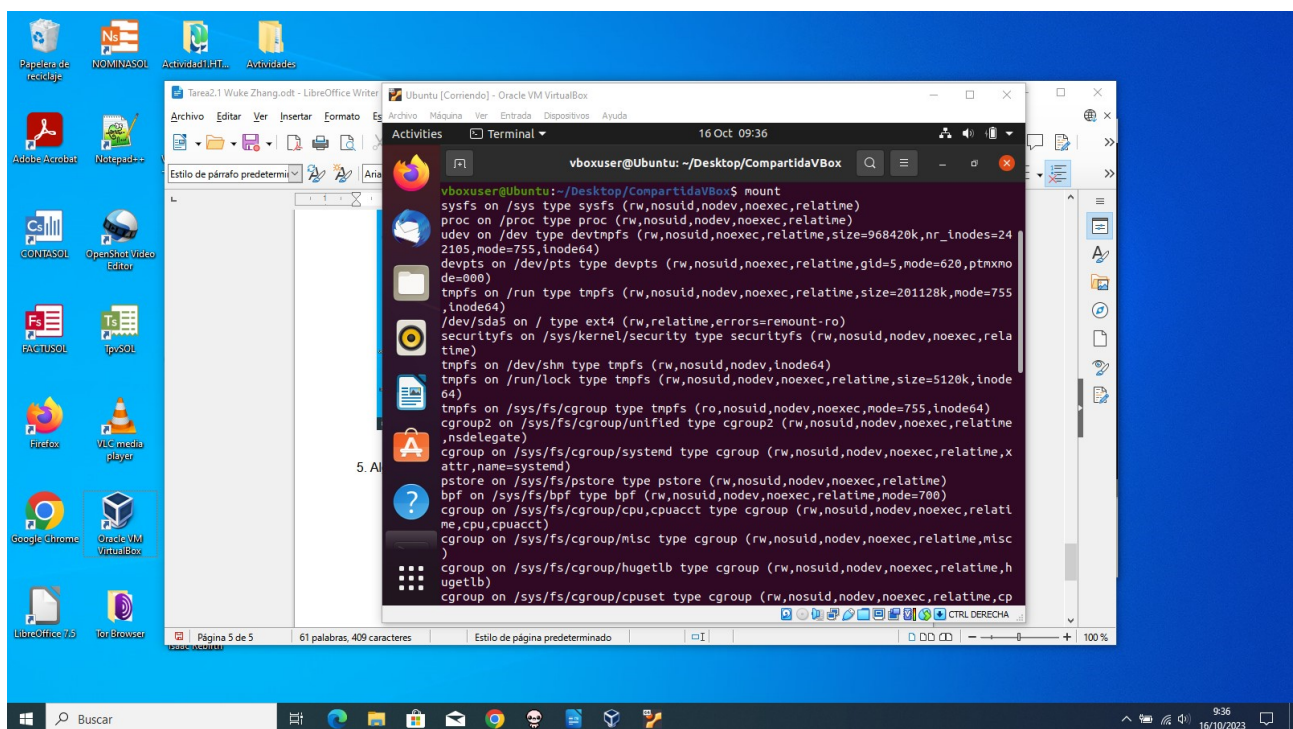 Papelera de reciclaje
NOMINASOL
Actividad1.HT...
Avtividades
Adobe Acrobat
Notepad++
CONTASOL
OpenShot Video Editor
FACTUSOL
TpvSOL
Firefox
VLC media player
Google Chrome
Oracle VM VirtualBox
LibreOffice 7.5
Tor Browser
Tarea2.1 Wuke Zhang.odt - LibreOffice Writer
Archivo Editar Ver Insertar Formato Es
Estilo de párrafo predetermi
Aria
5. Al
Ubuntu [Corriendo] - Oracle VM VirtualBox
Archivo Máquina Ver Entrada Dispositivos Ayuda
Activities Terminal 16 Oct 09:36
vboxuser@Ubuntu: ~/Desktop/CompartidaVBox
vboxuser@Ubuntu:~/Desktop/CompartidaVBox$ mount
sysfs on /sys type sysfs (rw,nosuid,nodev,noexec,relatime)
proc on /proc type proc (rw,nosuid,nodev,noexec,relatime)
udev on /dev type devtmpfs (rw,nosuid,noexec,relatime,size=968420k,nr_inodes=24
2105,mode=755,inode64)
devpts on /dev/pts type devpts (rw,nosuid,noexec,relatime,gid=5,mode=620,ptmxmo
de=000)
tmpfs on /run type tmpfs (rw,nosuid,nodev,noexec,relatime,size=201128k,mode=755
,inode64)
/dev/sda5 on / type ext4 (rw,relatime,errors=remount-ro)
securityfs on /sys/kernel/security type securityfs (rw,nosuid,nodev,noexec,rela
time)
tmpfs on /dev/shm type tmpfs (rw,nosuid,nodev,inode64)
tmpfs on /run/lock type tmpfs (rw,nosuid,nodev,noexec,relatime,size=5120k,inode
64)
tmpfs on /sys/fs/cgroup type tmpfs (ro,nosuid,nodev,noexec,mode=755,inode64)
cgroup2 on /sys/fs/cgroup/unified type cgroup2 (rw,nosuid,nodev,noexec,relatime
,nsdelegate)
cgroup on /sys/fs/cgroup/systemd type cgroup (rw,nosuid,nodev,noexec,relatime,x
attr,name=systemd)
pstore on /sys/fs/pstore type pstore (rw,nosuid,nodev,noexec,relatime)
bpf on /sys/fs/bpf type bpf (rw,nosuid,nodev,noexec,relatime,mode=700)
cgroup on /sys/fs/cgroup/cpu,cpuacct type cgroup (rw,nosuid,nodev,noexec,relati
me,cpu,cpuacct)
cgroup on /sys/fs/cgroup/misc type cgroup (rw,nosuid,nodev,noexec,relatime,misc
)
cgroup on /sys/fs/cgroup/hugetlb type cgroup (rw,nosuid,nodev,noexec,relatime,h
ugetlb)
cgroup on /sys/fs/cgroup/cpuset type cgroup (rw,nosuid,nodev,noexec,relatime,cp
CTRL DERECHA
Página 5 de 5 61 palabras, 409 caracteres Estilo de página predeterminado 100 %
Buscar
9:36
16/10/2023